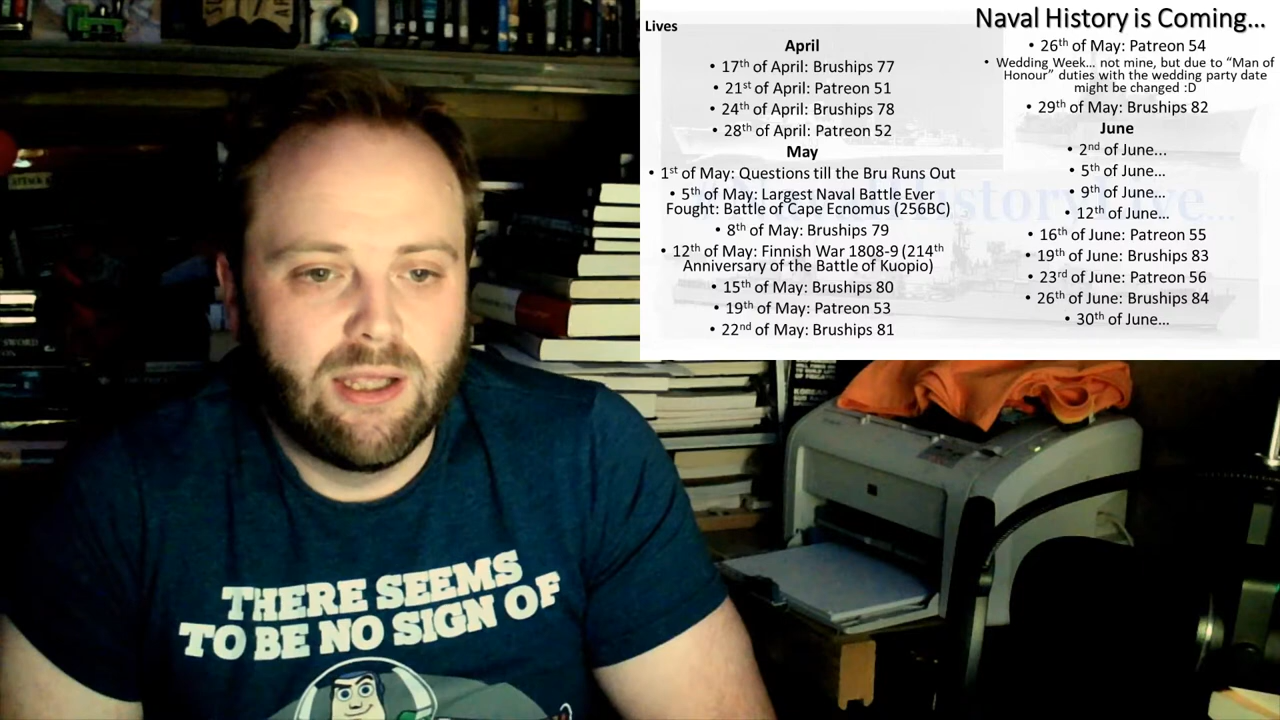 Naval History is Coming...
Lives
April
• 17th of April: Bruships 77
• 21st of April: Patreon 51
• 24th of April: Bruships 78
• 28th of April: Patreon 52
May
• 1st of May: Questions till the Bru Runs Out
• 5th of May: Largest Naval Battle Ever
Fought: Battle of Cape Ecnomus (256BC)
• 8th of May: Bruships 79
• 12th of May: Finnish War 1808-9 (214th
Anniversary of the Battle of Kuopio)
• 15th of May: Bruships 80
• 19th of May: Patreon 53
• 22nd of May: Bruships 81
• 26th of May: Patreon 54
• Wedding Week... not mine, but due to “Man of
Honour” duties with the wedding party date
might be changed :D
• 29th of May: Bruships 82
June
• 2nd of June...
• 5th of June...
• 9th of June...
• 12th of June...
• 16th of June: Patreon 55
• 19th of June: Bruships 83
• 23rd of June: Patreon 56
• 26th of June: Bruships 84
• 30th of June...
THERE SEEMS
TO BE NO SIGN OF